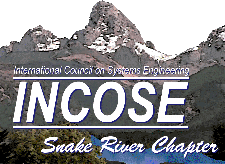 International Council on Systems Engineering
INCOSE
Snake River Chapter